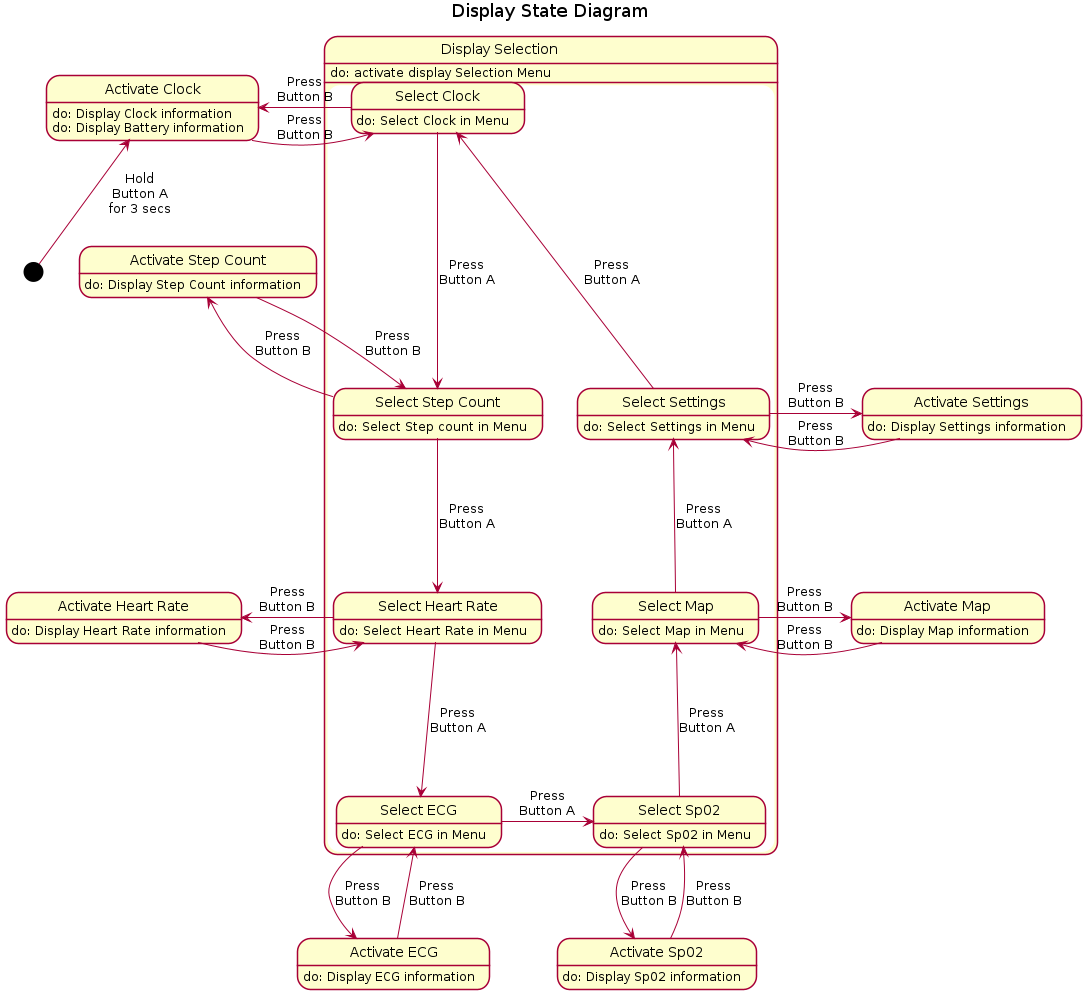 Display State Diagram
Display Selection
do: activate display Selection Menu
Activate Clock
do: Display Clock information
do: Display Battery information
Press
Button B
Select Clock
do: Select Clock in Menu
Press
Button B
Hold
Button A
for 3 secs
Activate Step Count
do: Display Step Count information
Press
Button A
Press
Button A
Press
Button B
Press
Button B
Select Step Count
do: Select Step count in Menu
Select Settings
do: Select Settings in Menu
Press
Button B
Activate Settings
do: Display Settings information
Press
Button B
Press
Button A
Press
Button A
Activate Heart Rate
do: Display Heart Rate information
Press
Button B
Select Heart Rate
do: Select Heart Rate in Menu
Press
Button B
Select Map
do: Select Map in Menu
Press
Button B
Activate Map
do: Display Map information
Press
Button B
Press
Button A
Press
Button A
Select ECG
do: Select ECG in Menu
Press
Button A
Select Sp02
do: Select Sp02 in Menu
Press
Button B
Press
Button B
Press
Button B
Press
Button B
Activate ECG
do: Display ECG information
Activate Sp02
do: Display Sp02 information